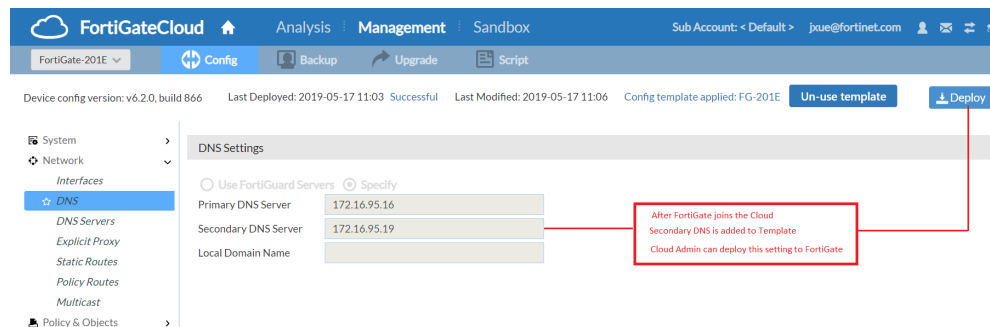 FortiGateCloud Analysis Management Sandbox Sub Account: < Default > jxue@fortinet.com
FortiGate-201E Config Backup Upgrade Script
Device config version: v6.2.0, build 866 Last Deployed: 2019-05-17 11:03 Successful Last Modified: 2019-05-17 11:06 Config template applied: FG-201E Un-use template Deploy
System
DNS Settings
Network
Interfaces
Use FortiGuard Servers Specify
DNS
Primary DNS Server 172.16.95.16
DNS Servers
Secondary DNS Server 172.16.95.19
Explicit Proxy
Local Domain Name
Static Routes
Policy Routes
Multicast
Policy & Objects
After FortiGate joins the Cloud
Secondary DNS is added to Template
Cloud Admin can deploy this setting to FortiGate